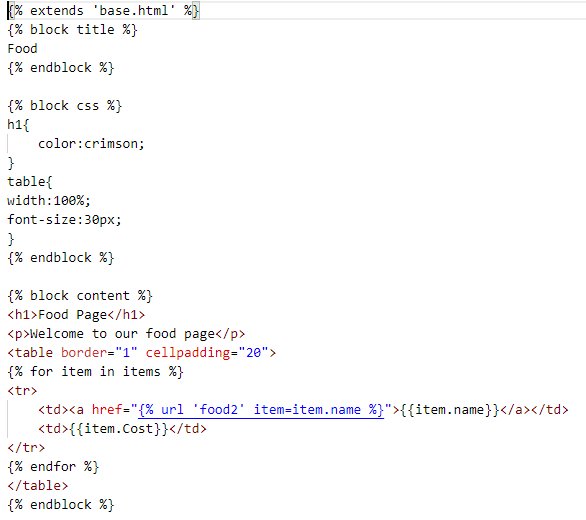 {% extends 'base.html' %}
{% block title %}
Food
{% endblock %}

{% block css %}
h1{
    color:crimson;
}
table{
width:100%;
font-size:30px;
}
{% endblock %}

{% block content %}
<h1>Food Page</h1>
<p>Welcome to our food page</p>
<table border="1" cellpadding="20">
{% for item in items %}
<tr>
    <td><a href="{% url 'food2' item=item.name %}">{{item.name}}</a></td>
    <td>{{item.Cost}}</td>
</tr>
{% endfor %}
</table>
{% endblock %}